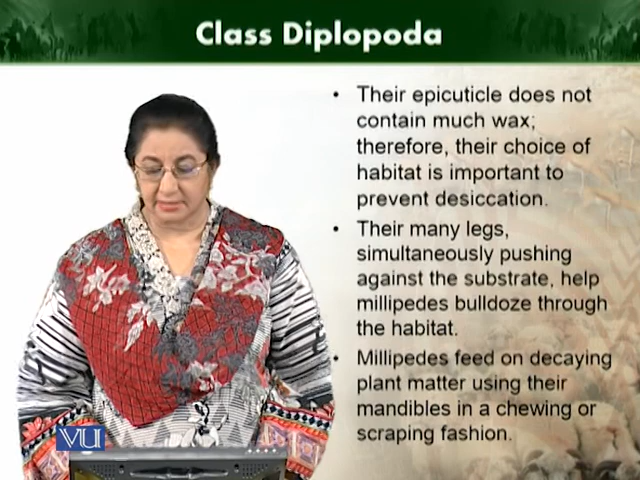 Class Diplopoda
• Their epicuticle does not
contain much wax;
therefore, their choice of
habitat is important to
prevent desiccation.
• Their many legs,
simultaneously pushing
against the substrate, help
millipedes bulldoze through
the habitat.
• Millipedes feed on decaying
plant matter using their
mandibles in a chewing or
scraping fashion.
VU